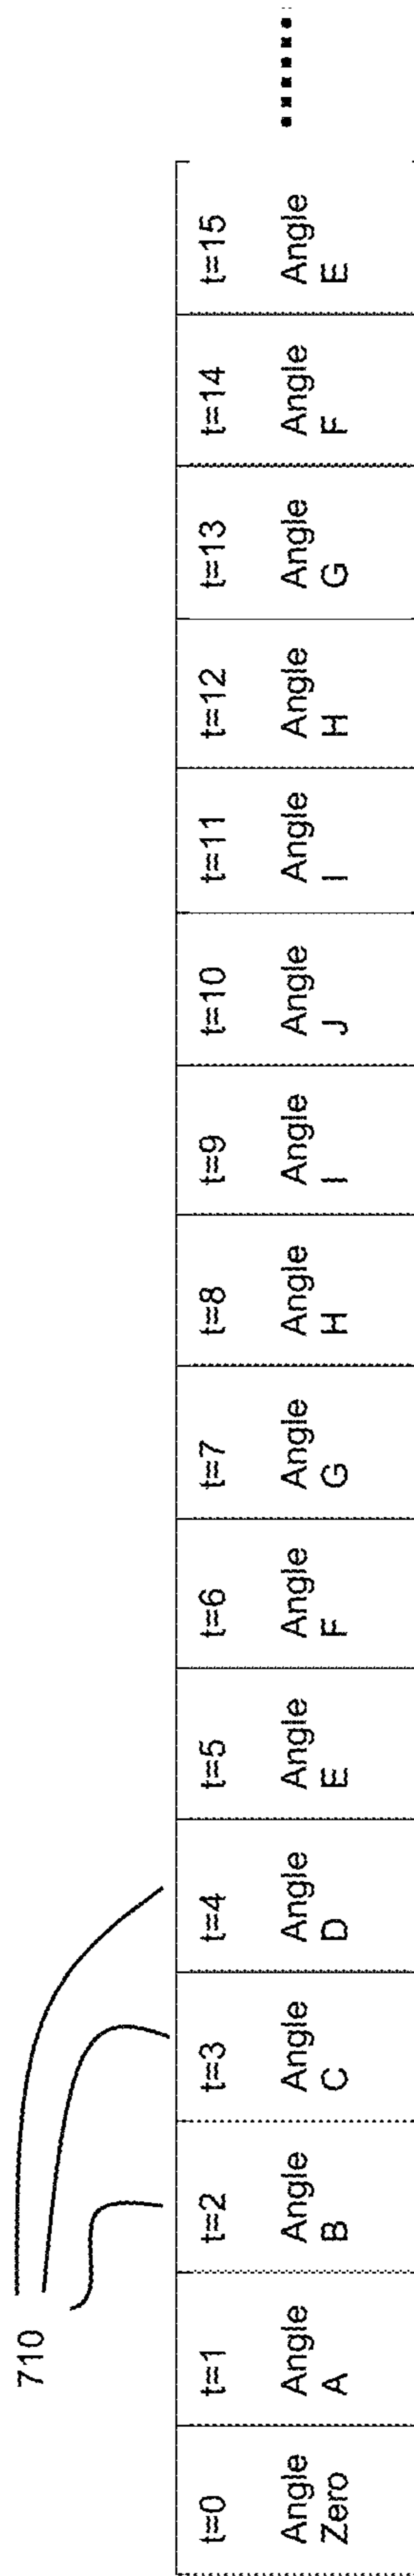 710
t=0 t=1 t=2 t=3 t=4 t=5 t=6 t=7 t=8 t=9 t=10 t=11 t=12 t=13 t=14 t=15
Angle Angle Angle Angle Angle Angle Angle Angle Angle Angle Angle Angle Angle Angle Angle Angle
Zero A B C D E F G H I J I H G F E